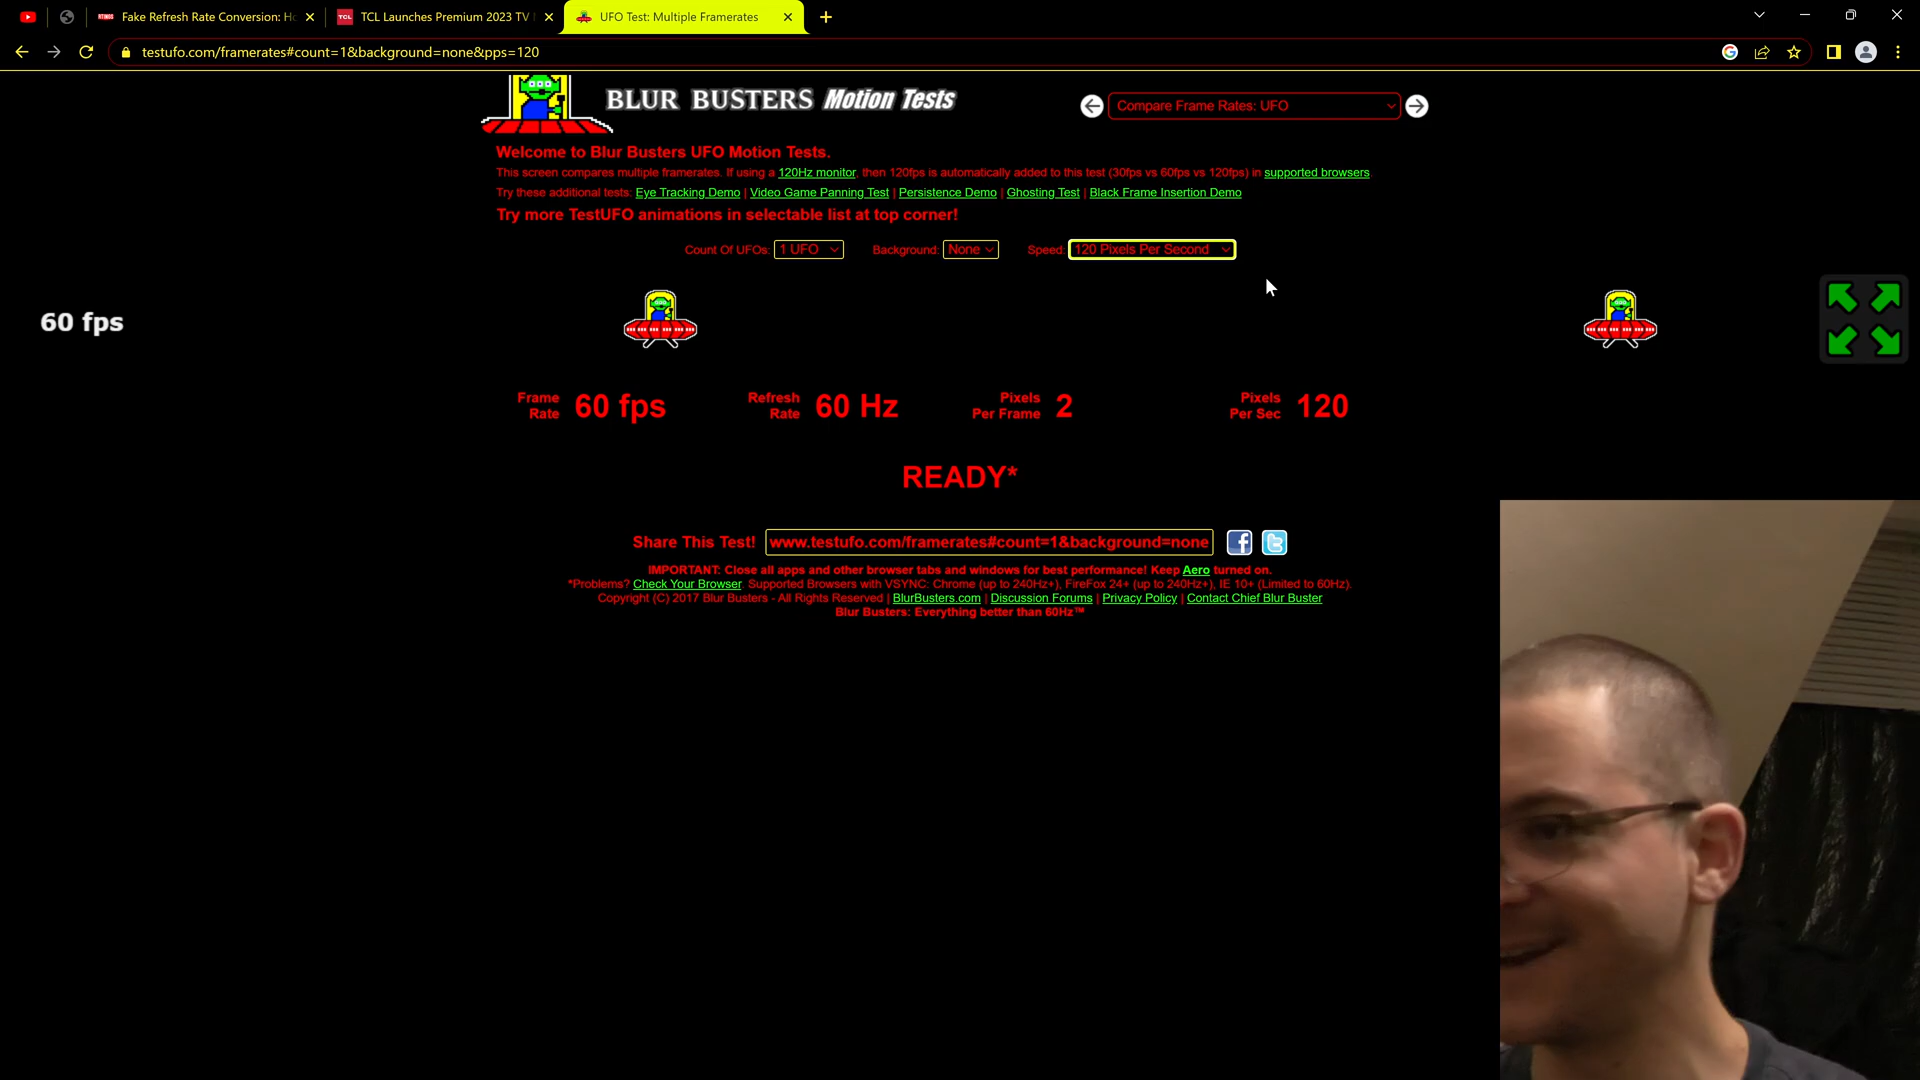 Fake Refresh Rate Conversion: H
TCL Launches Premium 2023 TV
UFO Test: Multiple Framerates
testufo.com/framerates#count=1&background=none&pps=120
BLUR BUSTERS Motion Tests
Compare Frame Rates: UFO
Welcome to Blur Busters UFO Motion Tests.
This screen compares multiple framerates. If using a 120Hz monitor, then 120fps is automatically added to this test (30fps vs 60fps vs 120fps) in supported browsers
Try these additional tests: Eye Tracking Demo | Video Game Panning Test | Persistence Demo | Ghosting Test | Black Frame Insertion Demo
Try more TestUFO animations in selectable list at top corner!
Count Of UFOs: 1 UFO Background: None Speed: 120 Pixels Per Second
60 fps
Frame Rate 60 fps Refresh Rate 60 Hz Pixels Per Frame 2 Pixels Per Sec 120
READY*
Share This Test! www.testufo.com/framerates#count=1&background=none
IMPORTANT: Close all apps and other browser tabs and windows for best performance! Keep Aero turned on.
*Problems? Check Your Browser. Supported Browsers with VSYNC: Chrome (up to 240Hz+), FireFox 24+ (up to 240Hz+), IE 10+ (Limited to 60Hz).
Copyright (C) 2017 Blur Busters - All Rights Reserved | BlurBusters.com | Discussion Forums | Privacy Policy | Contact Chief Blur Buster
Blur Busters: Everything better than 60Hz™